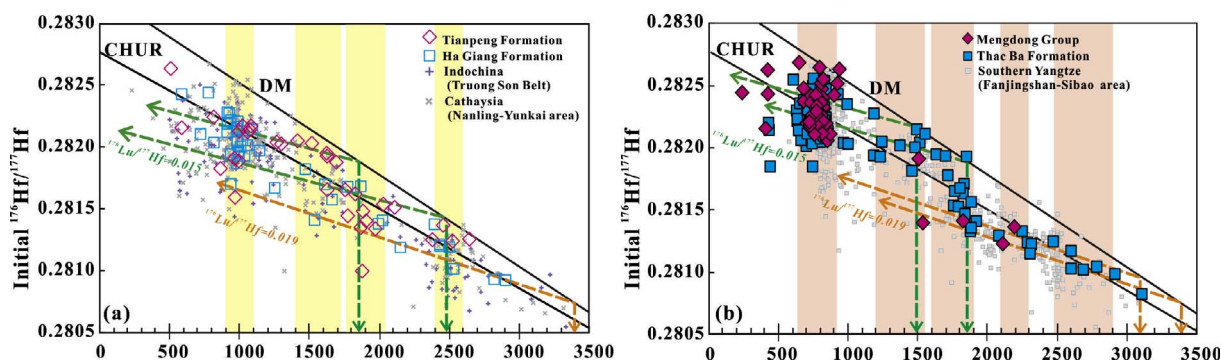 0.2830
0.2825
0.2820
0.2815
0.2810
0.2805
Initial ¹⁷⁶Hf/¹⁷⁷Hf
CHUR
DM
Tianpeng Formation
Ha Giang Formation
Indochina
(Truong Son Belt)
Cathaysia
(Nanling-Yunkai area)
¹⁷⁶Lu/¹⁷⁷Hf=0.015
¹⁷⁶Lu/¹⁷⁷Hf=0.019
(a)
0 500 1000 1500 2000 2500 3000 3500
0.2830
0.2825
0.2820
0.2815
0.2810
0.2805
Initial ¹⁷⁶Hf/¹⁷⁷Hf
CHUR
DM
Mengdong Group
Thac Ba Formation
Southern Yangtze
(Fanjingshan-Sibao area)
¹⁷⁶Lu/¹⁷⁷Hf=0.015
¹⁷⁶Lu/¹⁷⁷Hf=0.019
(b)
0 500 1000 1500 2000 2500 3000 3500